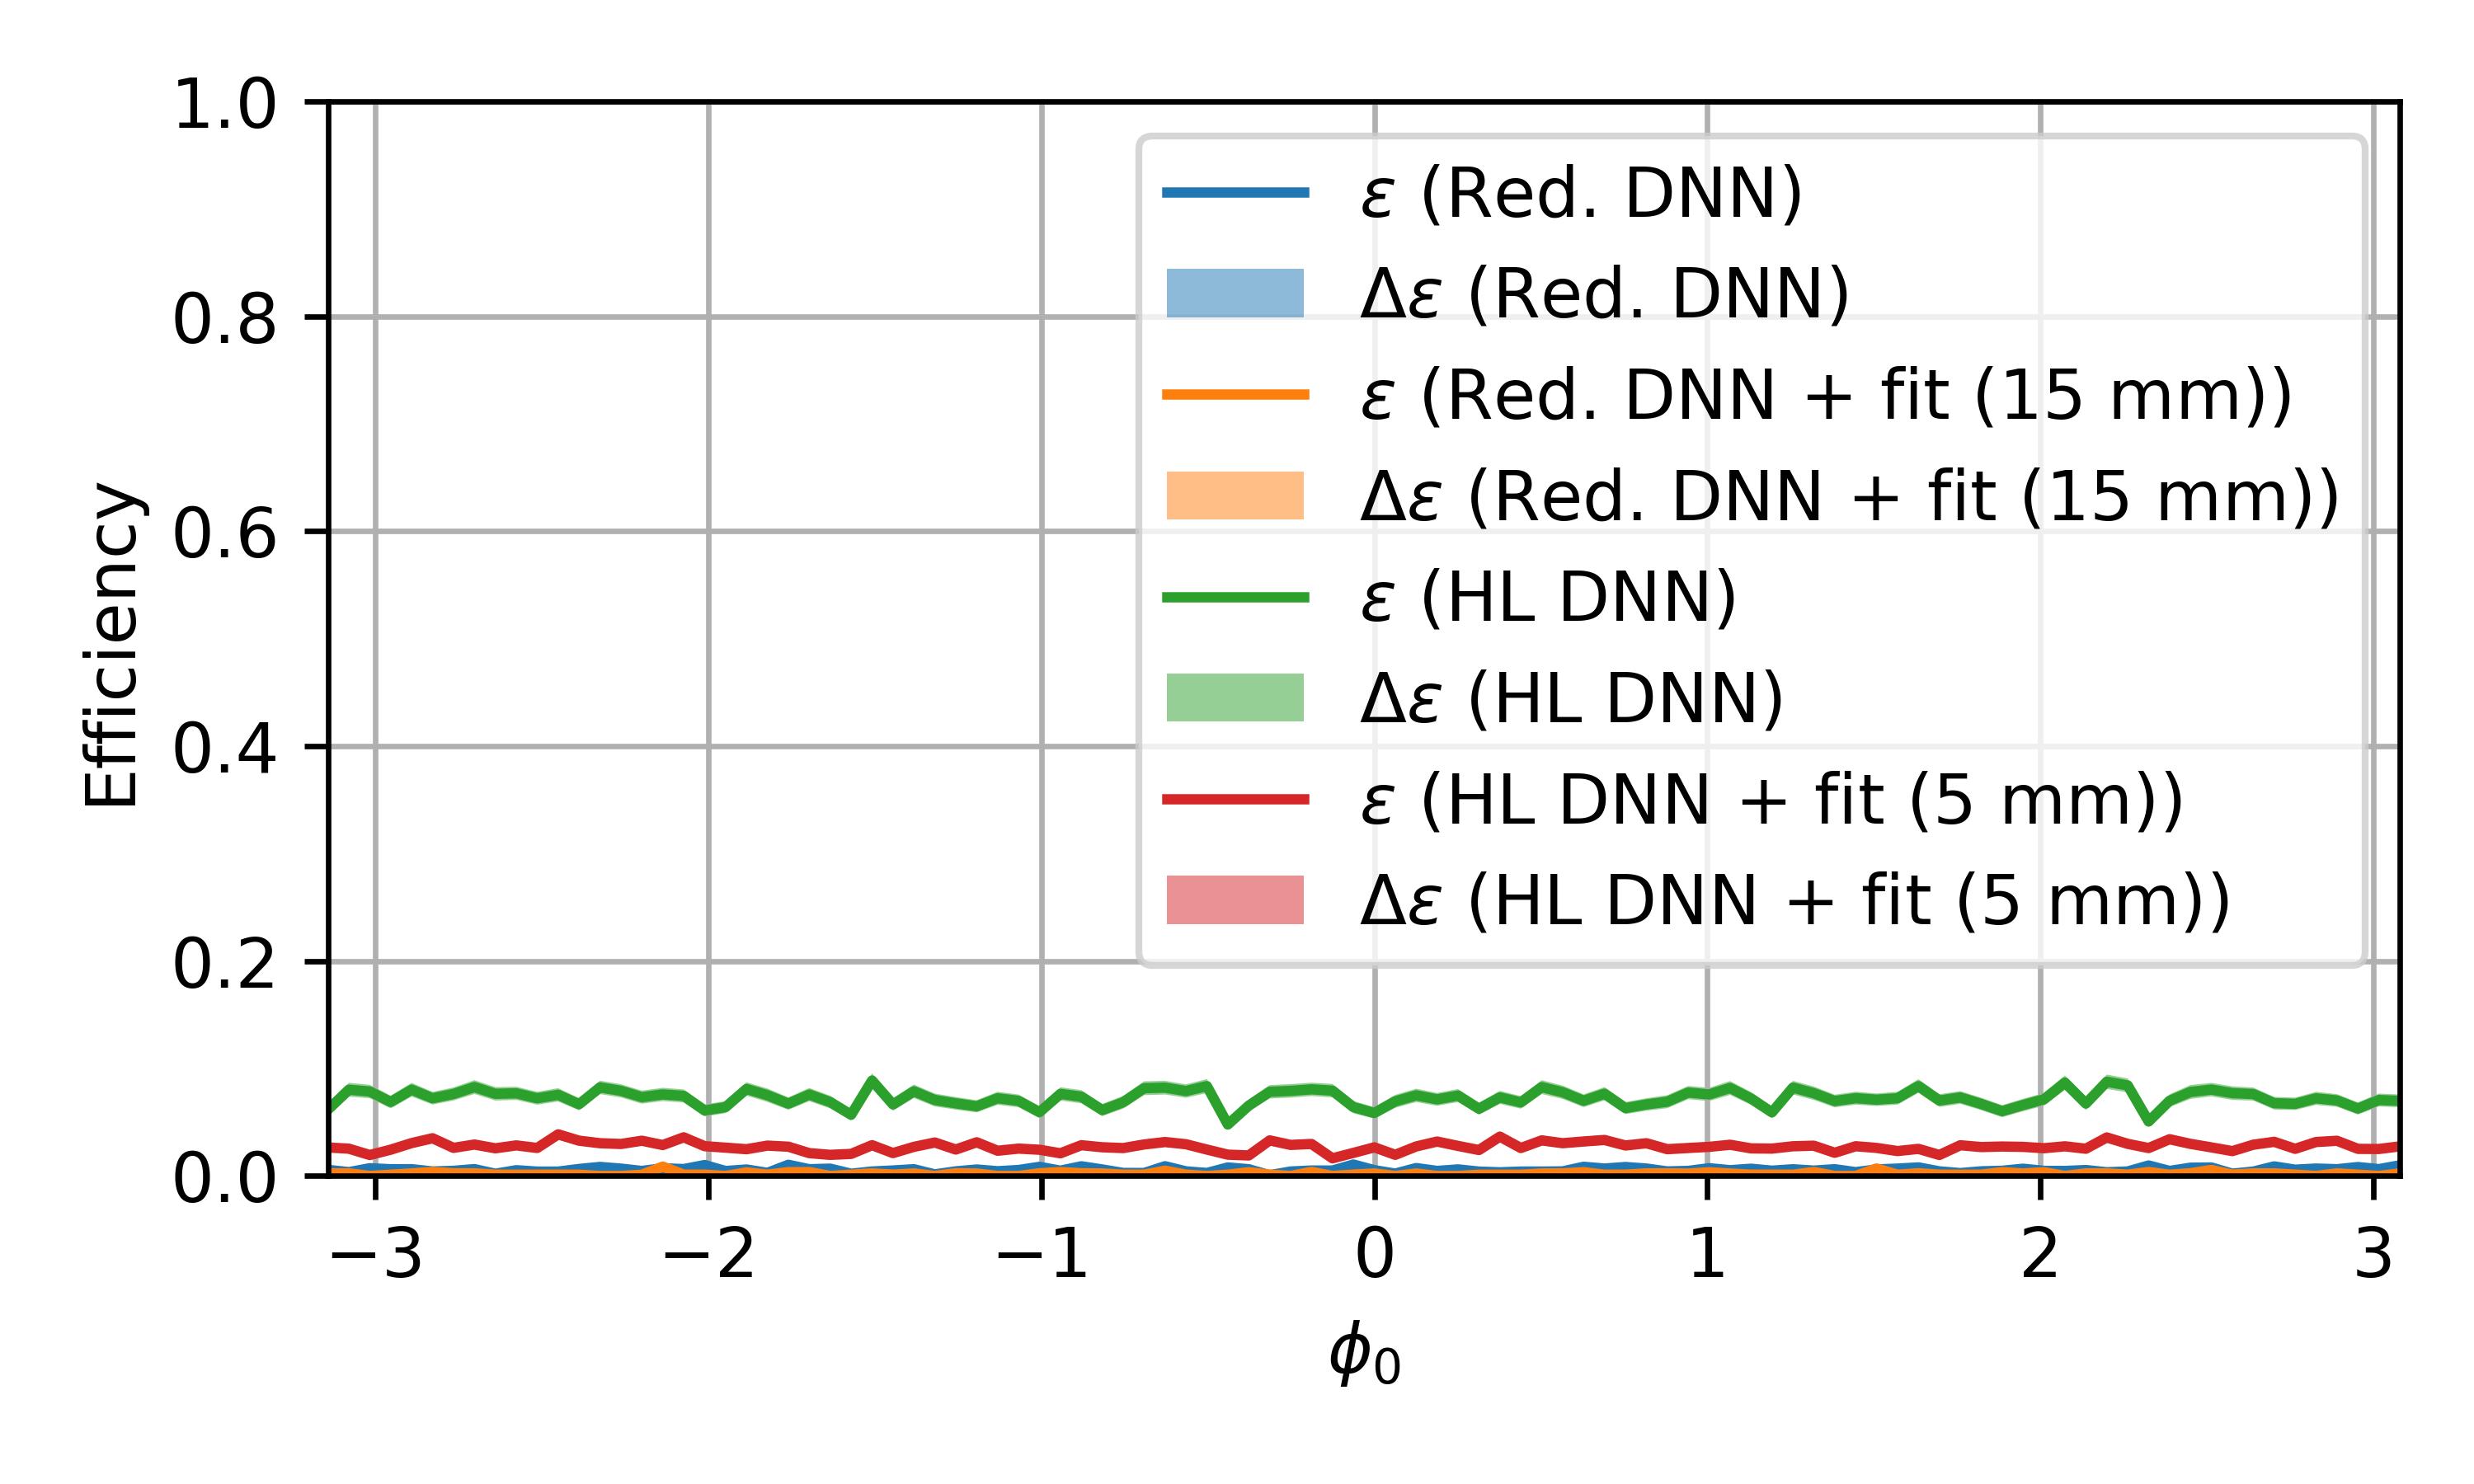 1.0
0.8
0.6
0.4
0.2
0.0
Efficiency
ε (Red. DNN)
Δε (Red. DNN)
ε (Red. DNN + fit (15 mm))
Δε (Red. DNN + fit (15 mm))
ε (HL DNN)
Δε (HL DNN)
ε (HL DNN + fit (5 mm))
Δε (HL DNN + fit (5 mm))
−3 −2 −1 0 1 2 3
ϕ₀